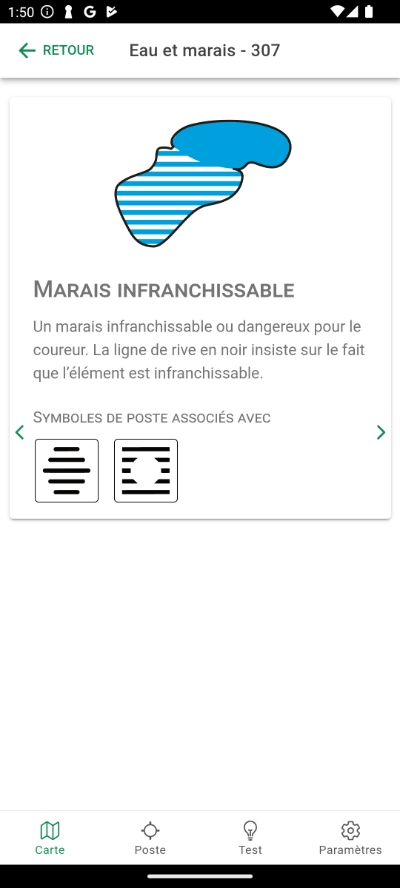 1:50
RETOUR
Eau et marais - 307
Marais infranchissable
Un marais infranchissable ou dangereux pour le
coureur. La ligne de rive en noir insiste sur le fait
que l'élément est infranchissable.
Symboles de poste associés avec
Carte
Poste
Test
Paramètres